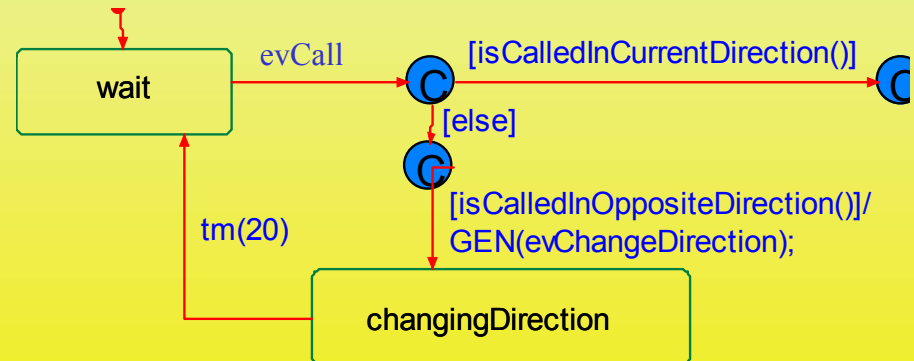 evCall
[isCalledInCurrentDirection()]
wait
C
C
[else]
C
[isCalledInOppositeDirection()]/
GEN(evChangeDirection);
tm(20)
changingDirection